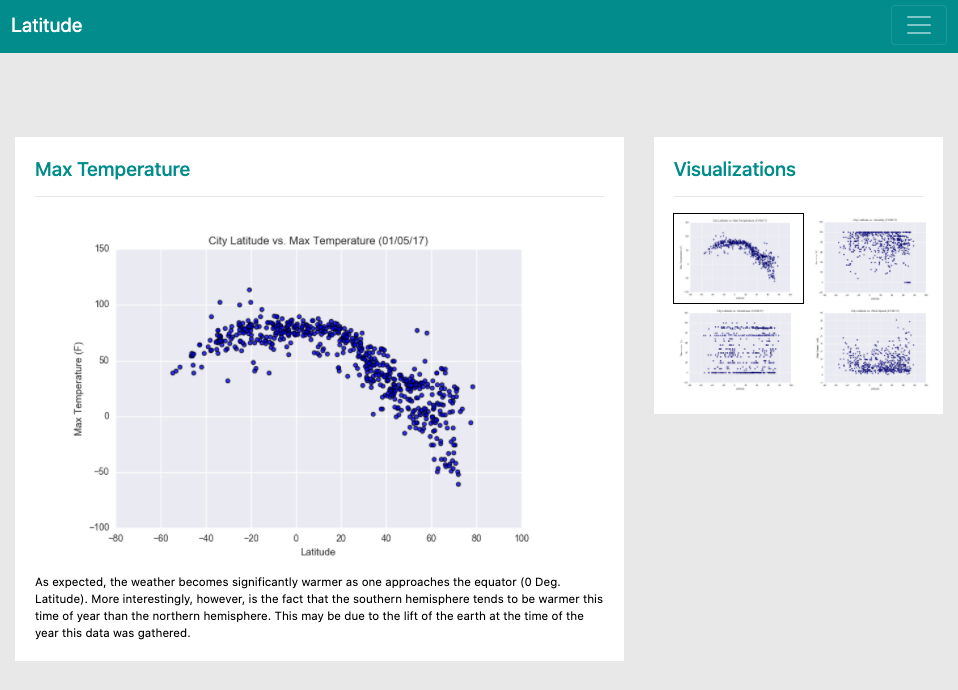 Latitude
Max Temperature
City Latitude vs. Max Temperature (01/05/17)
150
100
50
0
−50
−100
Max Temperature (F)
−80 −60 −40 −20 0 20 40 60 80 100
Latitude
As expected, the weather becomes significantly warmer as one approaches the equator (0 Deg.
Latitude). More interestingly, however, is the fact that the southern hemisphere tends to be warmer this
time of year than the northern hemisphere. This may be due to the lift of the earth at the time of the
year this data was gathered.
Visualizations